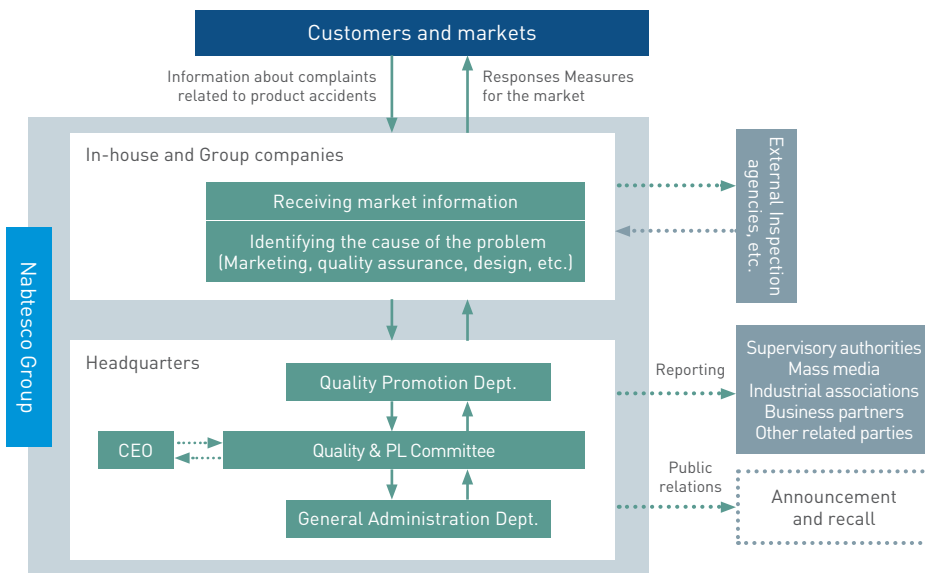 Customers and markets
Information about complaints
related to product accidents
Responses Measures
for the market
In-house and Group companies
Receiving market information
Identifying the cause of the problem
(Marketing, quality assurance, design, etc.)
External Inspection
agencies, etc.
Nabtesco Group
Headquarters
Quality Promotion Dept.
CEO
Quality & PL Committee
General Administration Dept.
Reporting
Supervisory authorities
Mass media
Industrial associations
Business partners
Other related parties
Public
relations
Announcement
and recall